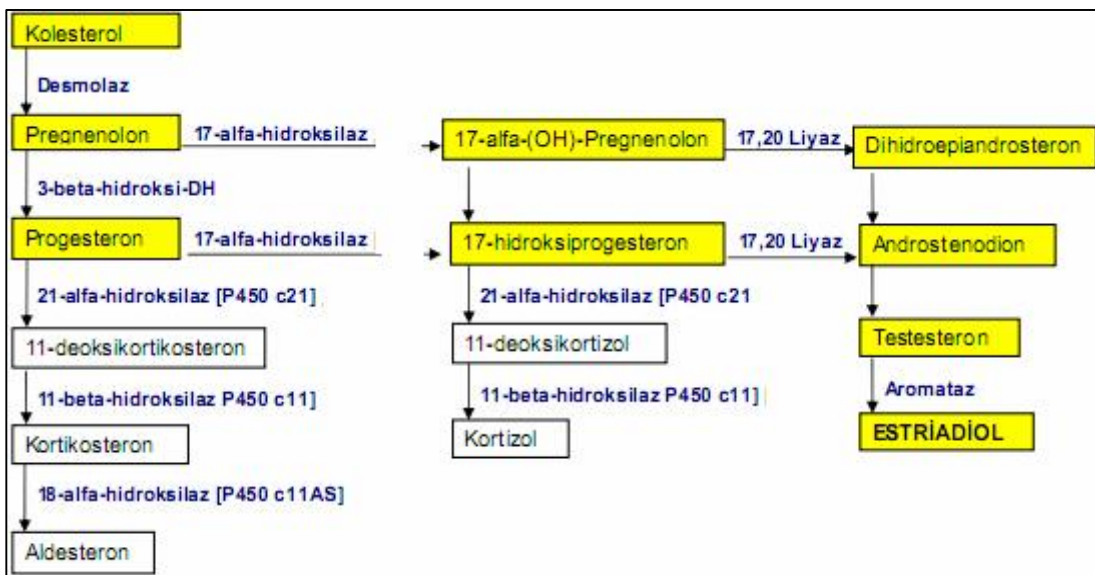 Kolesterol
Desmolaz
Pregnenolon 17-alfa-hidroksilaz 17-alfa-(OH)-Pregnenolon 17,20 Liyaz Dihidroepiandrosteron
3-beta-hidroksi-DH
Progesteron 17-alfa-hidroksilaz 17-hidroksiprogesteron 17,20 Liyaz Androstenodion
21-alfa-hidroksilaz [P450 c21] 21-alfa-hidroksilaz [P450 c21
11-deoksikortikosteron 11-deoksikortizol Testesteron
11-beta-hidroksilaz P450 c11] 11-beta-hidroksilaz P450 c11] Aromataz
Kortikosteron Kortizol ESTRİADİOL
18-alfa-hidroksilaz [P450 c11AS]
Aldesteron